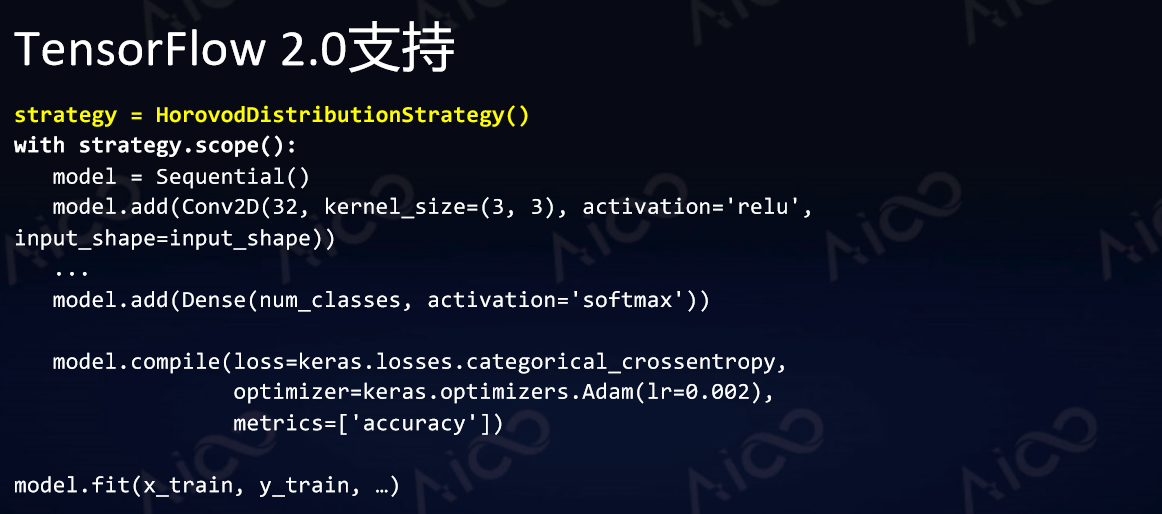 TensorFlow 2.0支持
strategy = HorovodDistributionStrategy()
with strategy.scope():
   model = Sequential()
   model.add(Conv2D(32, kernel_size=(3, 3), activation='relu',
input_shape=input_shape))
   ...
   model.add(Dense(num_classes, activation='softmax'))
   model.compile(loss=keras.losses.categorical_crossentropy,
                 optimizer=keras.optimizers.Adam(lr=0.002),
                 metrics=['accuracy'])
model.fit(x_train, y_train, …)